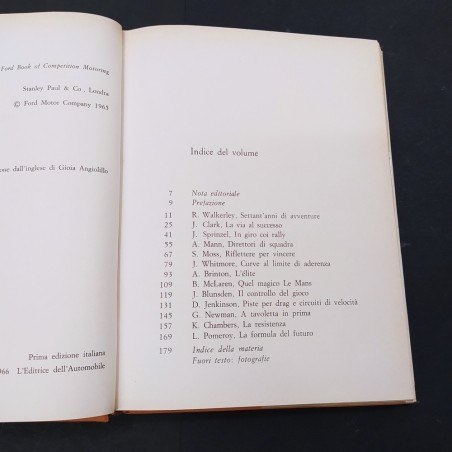 Ford Book of Competition Motoring
Stanley Paul & Co., Londra
© Ford Motor Company 1965
one dall'inglese di Gioia Angiolillo
Prima edizione italiana
966 L'Editrice dell'Automobile
Indice del volume
7 Nota editoriale
9 Prefazione
11 R. Walkerley, Settant'anni di avventure
25 J. Clark, La via al successo
41 J. Sprinzel, In giro coi rally
55 A. Mann, Direttori di squadra
67 S. Moss, Riflettere per vincere
79 J. Whitmore, Curve al limite di aderenza
93 A. Brinton, L'élite
109 B. McLaren, Quel magico Le Mans
119 J. Blunsden, Il controllo del gioco
131 D. Jenkinson, Piste per drag e circuiti di velocità
145 G. Newman, A tavoletta in prima
157 K. Chambers, La resistenza
169 L. Pomeroy, La formula del futuro
179 Indice della materia
Fuori testo: fotografie